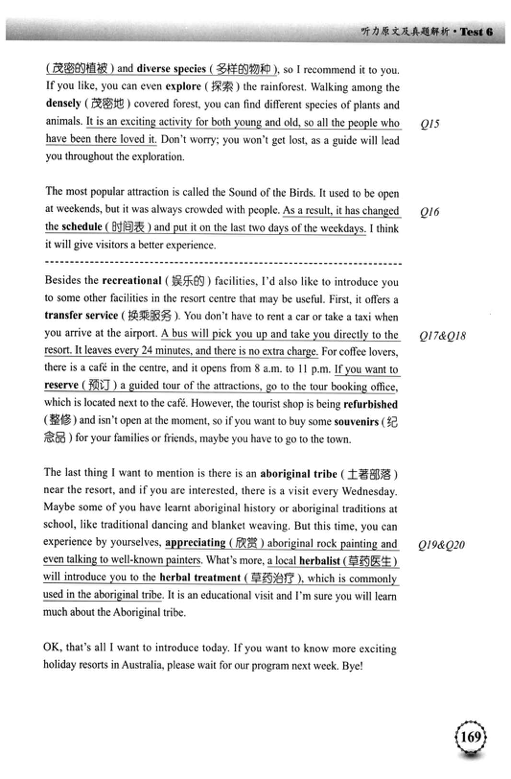 听力原文及真题解析 · Test 6
(茂密的植被) and diverse species (多样的物种), so I recommend it to you.
If you like, you can even explore (探索) the rainforest. Walking among the
densely (茂密地) covered forest, you can find different species of plants and
animals. It is an exciting activity for both young and old, so all the people who
Q15
have been there loved it. Don't worry; you won't get lost, as a guide will lead
you throughout the exploration.
The most popular attraction is called the Sound of the Birds. It used to be open
at weekends, but it was always crowded with people. As a result, it has changed
Q16
the schedule (时间表) and put it on the last two days of the weekdays. I think
it will give visitors a better experience.
Besides the recreational (娱乐的) facilities, I'd also like to introduce you
to some other facilities in the resort centre that may be useful. First, it offers a
transfer service (换乘服务). You don't have to rent a car or take a taxi when
you arrive at the airport. A bus will pick you up and take you directly to the
Q17&Q18
resort. It leaves every 24 minutes, and there is no extra charge. For coffee lovers,
there is a café in the centre, and it opens from 8 a.m. to 11 p.m. If you want to
reserve (预订) a guided tour of the attractions, go to the tour booking office,
which is located next to the café. However, the tourist shop is being refurbished
(整修) and isn't open at the moment, so if you want to buy some souvenirs (纪
念品) for your families or friends, maybe you have to go to the town.
The last thing I want to mention is there is an aboriginal tribe (土著部落)
near the resort, and if you are interested, there is a visit every Wednesday.
Maybe some of you have learnt aboriginal history or aboriginal traditions at
school, like traditional dancing and blanket weaving. But this time, you can
experience by yourselves, appreciating (欣赏) aboriginal rock painting and
Q19&Q20
even talking to well-known painters. What's more, a local herbalist (草药医生)
will introduce you to the herbal treatment (草药治疗), which is commonly
used in the aboriginal tribe. It is an educational visit and I'm sure you will learn
much about the Aboriginal tribe.
OK, that's all I want to introduce today. If you want to know more exciting
holiday resorts in Australia, please wait for our program next week. Bye!
169